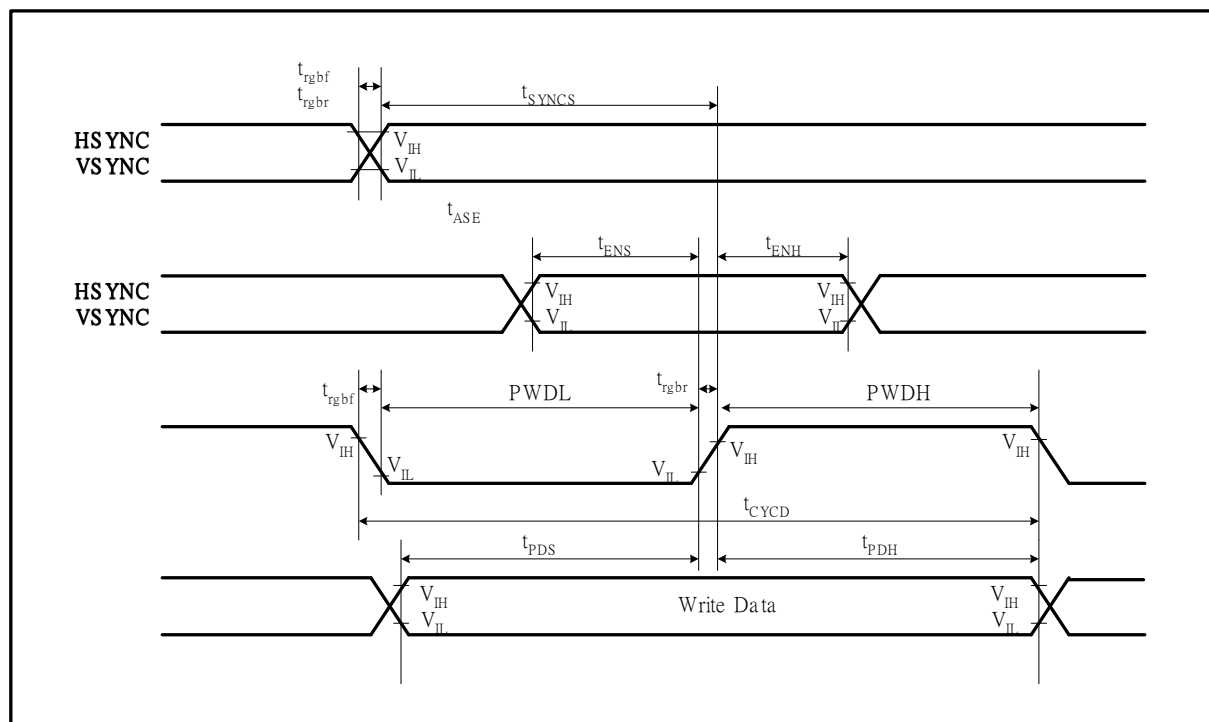 trgbf
trgbr
tSYNCS
HSYNC
VSYNC
VIH
VIL
tASE
tENS
tENH
HSYNC
VSYNC
VIH
VIL
VIH
VIL
trgbf
PWDL
trgbr
PWDH
VIH
VIL
VIL
VIH
VIH
tCYCD
tPDS
tPDH
VIH
VIL
Write Data
VIH
VIL